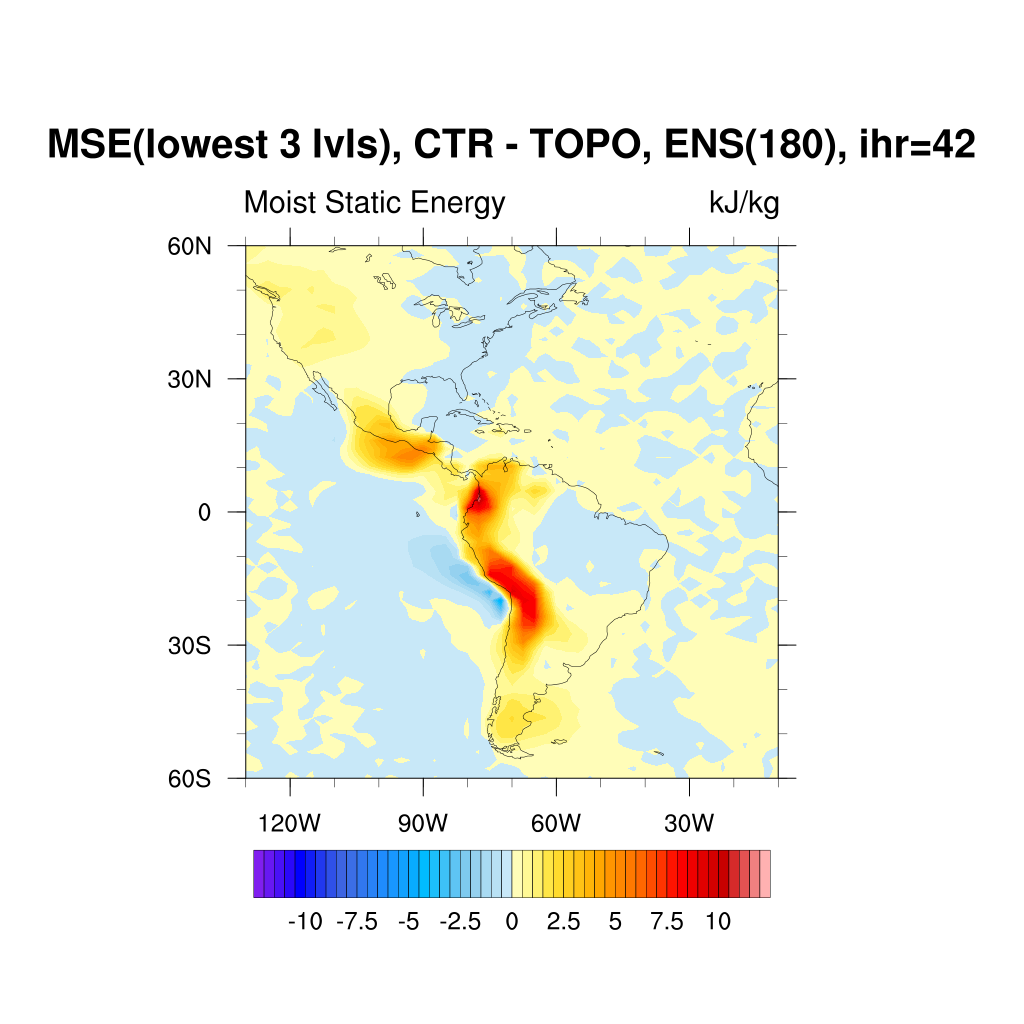 MSE(lowest 3 lvls), CTR - TOPO, ENS(180), ihr=42
Moist Static Energy kJ/kg
60N
30N
0
30S
60S
120W 90W 60W 30W
-10 -7.5 -5 -2.5 0 2.5 5 7.5 10